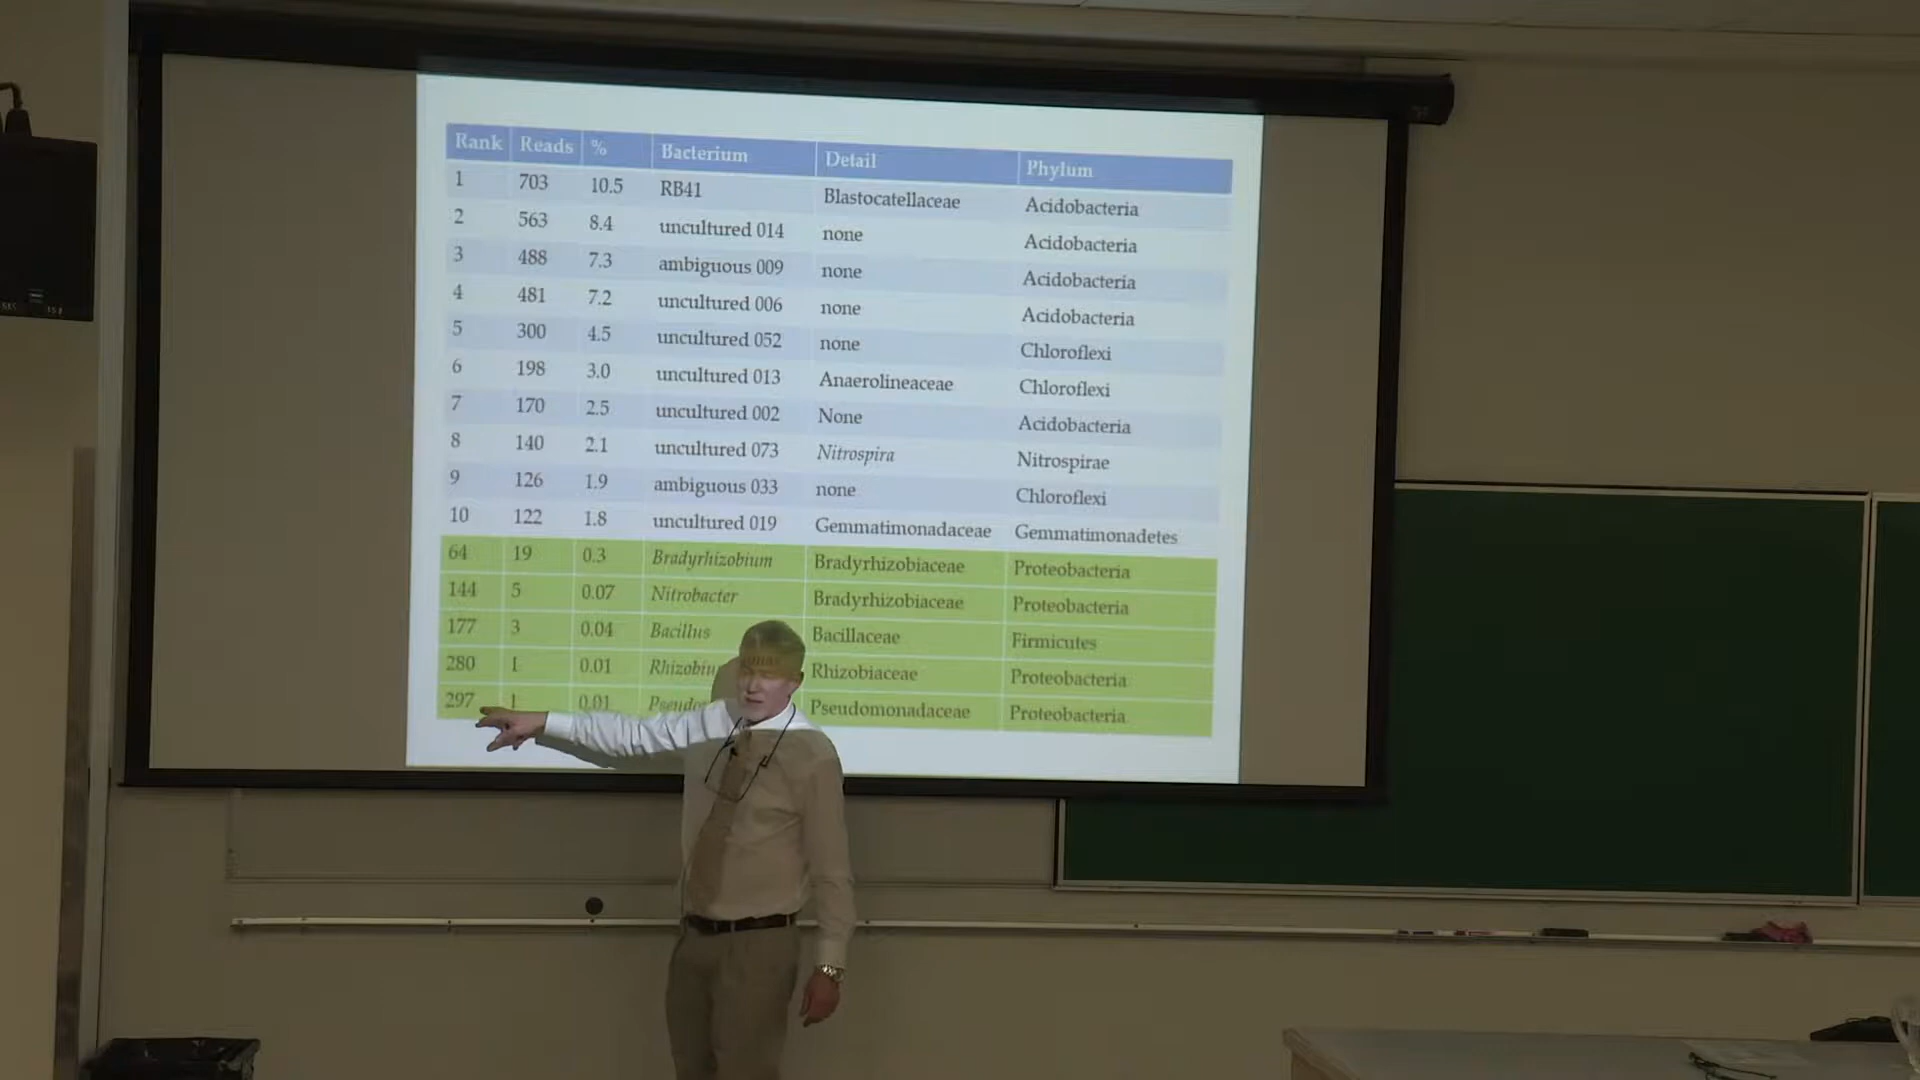 Rank Reads % Bacterium Detail Phylum
1 703 10.5 RB41 Blastocatellaceae Acidobacteria
2 563 8.4 uncultured 014 none Acidobacteria
3 488 7.3 ambiguous 009 none Acidobacteria
4 481 7.2 uncultured 006 none Acidobacteria
5 300 4.5 uncultured 052 none Chloroflexi
6 198 3.0 uncultured 013 Anaerolineaceae Chloroflexi
7 170 2.5 uncultured 002 None Acidobacteria
8 140 2.1 uncultured 073 Nitrospira Nitrospirae
9 126 1.9 ambiguous 033 none Chloroflexi
10 122 1.8 uncultured 019 Gemmatimonadaceae Gemmatimonadetes
64 19 0.3 Bradyrhizobium Bradyrhizobiaceae Proteobacteria
144 5 0.07 Nitrobacter Bradyrhizobiaceae Proteobacteria
177 3 0.04 Bacillus Bacillaceae Firmicutes
280 1 0.01 Rhizobiu Rhizobiaceae Proteobacteria
297 1 0.01 Pseudo Pseudomonadaceae Proteobacteria